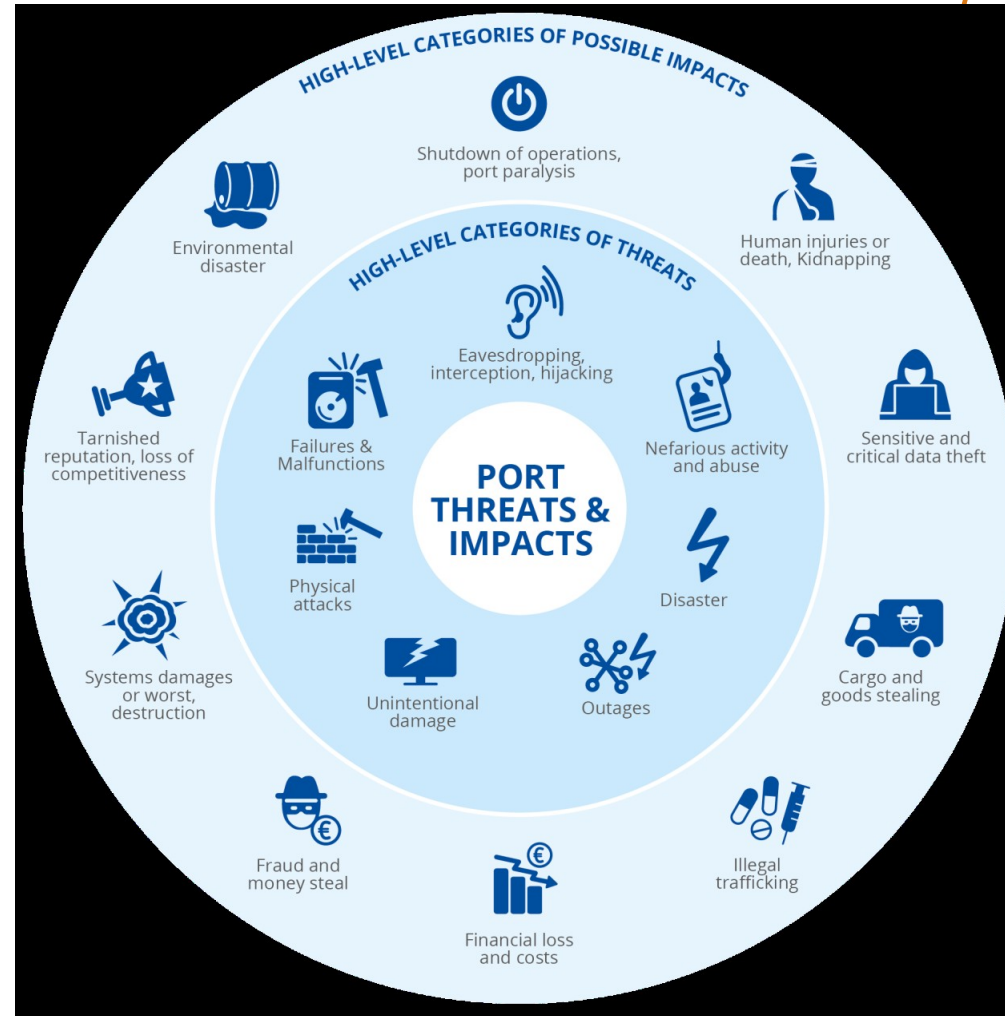 HIGH-LEVEL CATEGORIES OF POSSIBLE IMPACTS
Shutdown of operations,
port paralysis
Human injuries or
death, Kidnapping
Sensitive and
critical data theft
Cargo and
goods stealing
Illegal
trafficking
Financial loss
and costs
Fraud and
money steal
Systems damages
or worst,
destruction
Tarnished
reputation, loss of
competitiveness
Environmental
disaster
HIGH-LEVEL CATEGORIES OF THREATS
Eavesdropping,
interception, hijacking
Nefarious activity
and abuse
Disaster
Outages
Unintentional
damage
Physical
attacks
Failures &
Malfunctions
PORT
THREATS &
IMPACTS
€
€